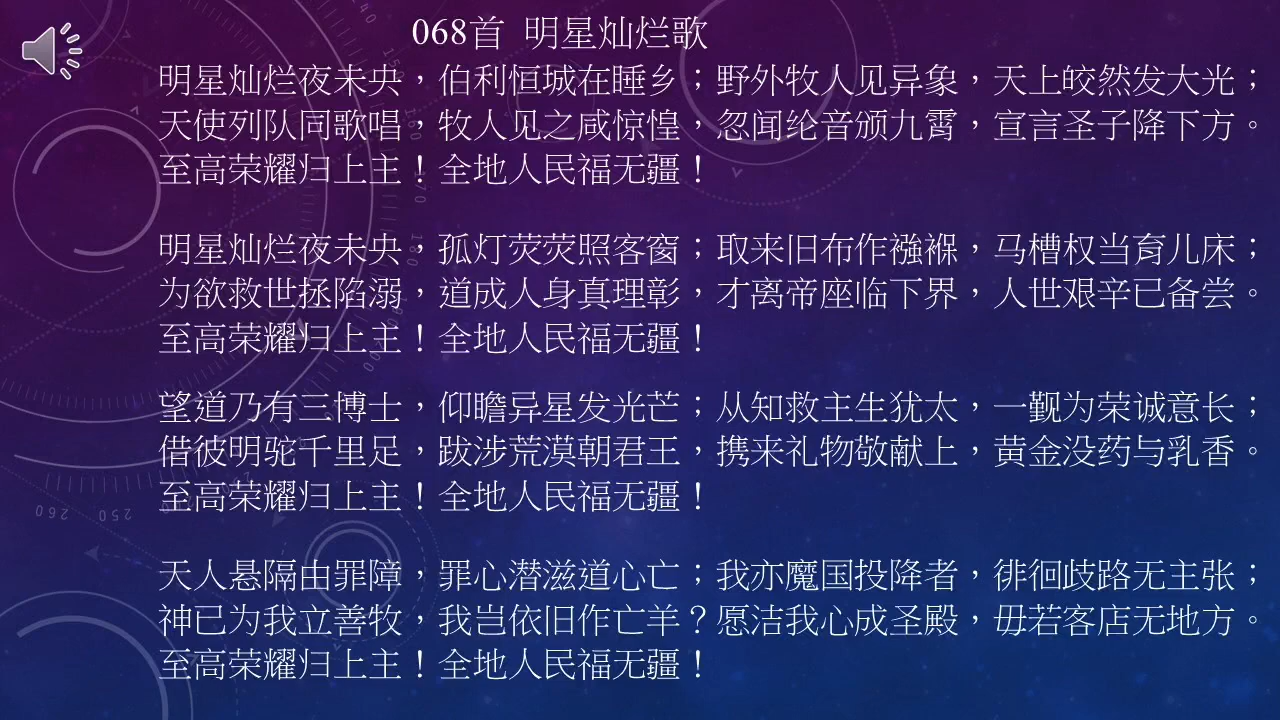 068首 明星灿烂歌
明星灿烂夜未央，伯利恒城在睡乡；野外牧人见异象，天上皎然发大光；
天使列队同歌唱，牧人见之咸惊惶，忽闻纶音颁九霄，宣言圣子降下方。
至高荣耀归上主！全地人民福无疆！
明星灿烂夜未央，孤灯荧荧照客窗；取来旧布作襁褓，马槽权当育儿床；
为欲救世拯陷溺，道成人身真理彰，才离帝座临下界，人世艰辛已备尝。
至高荣耀归上主！全地人民福无疆！
望道乃有三博士，仰瞻异星发光芒；从知救主生犹太，一觐为荣诚意长；
借彼明驼千里足，跋涉荒漠朝君王，携来礼物敬献上，黄金没药与乳香。
至高荣耀归上主！全地人民福无疆！
天人悬隔由罪障，罪心潜滋道心亡；我亦魔国投降者，徘徊歧路无主张；
神已为我立善牧，我岂依旧作亡羊？愿洁我心成圣殿，毋若客店无地方。
至高荣耀归上主！全地人民福无疆！
260 250